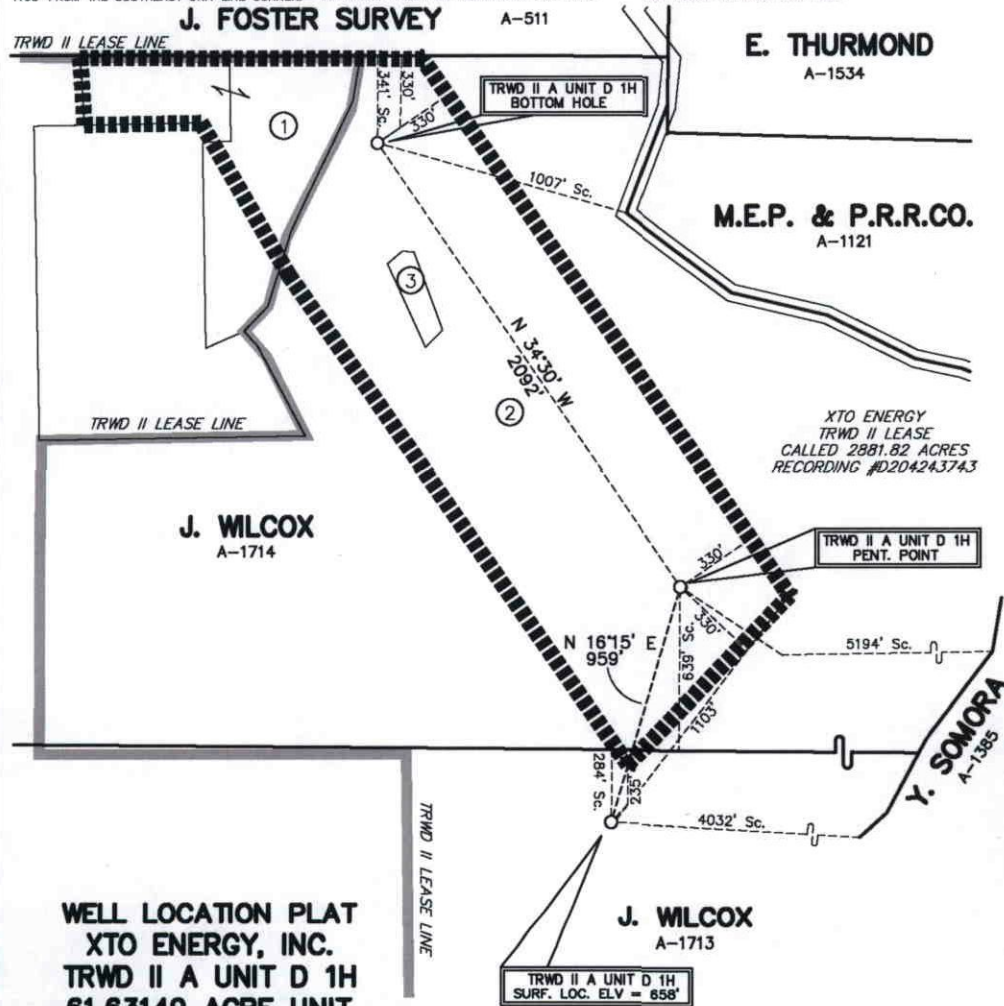 J. FOSTER SURVEY
A-511
TRWD II LEASE LINE
E. THURMOND
A-1534
TRWD II A UNIT D 1H
BOTTOM HOLE
341' Sc.
330'
330'
1
1007' Sc.
M.E.P. & P.R.R.CO.
A-1121
3
N 34°30' W
2092'
2
TRWD II LEASE LINE
XTO ENERGY
TRWD II LEASE
CALLED 2881.82 ACRES
RECORDING #D204243743
J. WILCOX
A-1714
TRWD II A UNIT D 1H
PENT. POINT
330'
330'
N 16°15' E
959'
639' Sc.
5194' Sc.
1103'
Y. SOMORA
A-1385
284' Sc.
235'
4032' Sc.
TRWD II LEASE LINE
WELL LOCATION PLAT
XTO ENERGY, INC.
TRWD II A UNIT D 1H
61.63140 ACRE UNIT
J. WILCOX
A-1713
TRWD II A UNIT D 1H
SURF. LOC. ELV = 658'